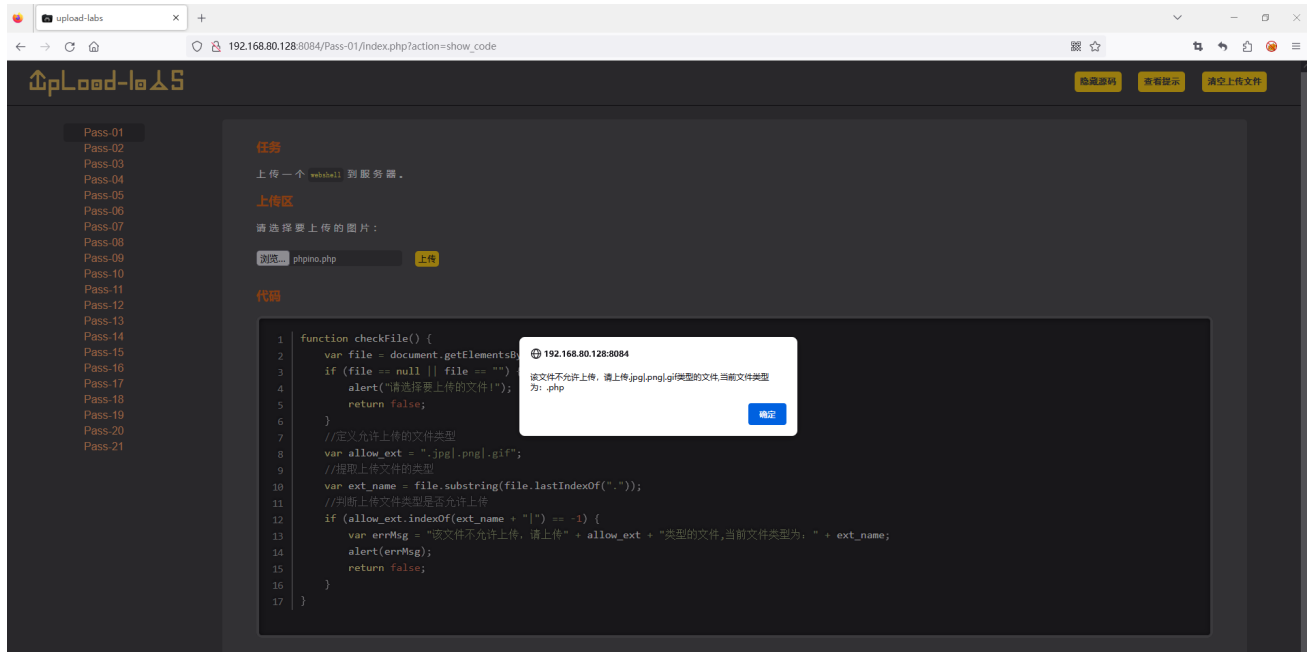 upload-labs
192.168.80.128:8084/Pass-01/index.php?action=show_code
UpLoad-labS
隐藏源码 查看提示 清空上传文件
Pass-01
Pass-02
Pass-03
Pass-04
Pass-05
Pass-06
Pass-07
Pass-08
Pass-09
Pass-10
Pass-11
Pass-12
Pass-13
Pass-14
Pass-15
Pass-16
Pass-17
Pass-18
Pass-19
Pass-20
Pass-21
任务
上传一个 webshell 到服务器。
上传区
请选择要上传的图片:
浏览... phpino.php 上传
代码
1 function checkFile() {
2 var file = document.getElementsBy
3 if (file == null || file == "") {
4 alert("请选择要上传的文件!");
5 return false;
6 }
7 //定义允许上传的文件类型
8 var allow_ext = ".jpg|.png|.gif";
9 //提取上传文件的类型
10 var ext_name = file.substring(file.lastIndexOf("."));
11 //判断上传文件类型是否允许上传
12 if (allow_ext.indexOf(ext_name + "|") == -1) {
13 var errMsg = "该文件不允许上传，请上传" + allow_ext + "类型的文件,当前文件类型为：" + ext_name;
14 alert(errMsg);
15 return false;
16 }
17 }
192.168.80.128:8084
该文件不允许上传，请上传.jpg|.png|.gif类型的文件,当前文件类型
为：.php
确定